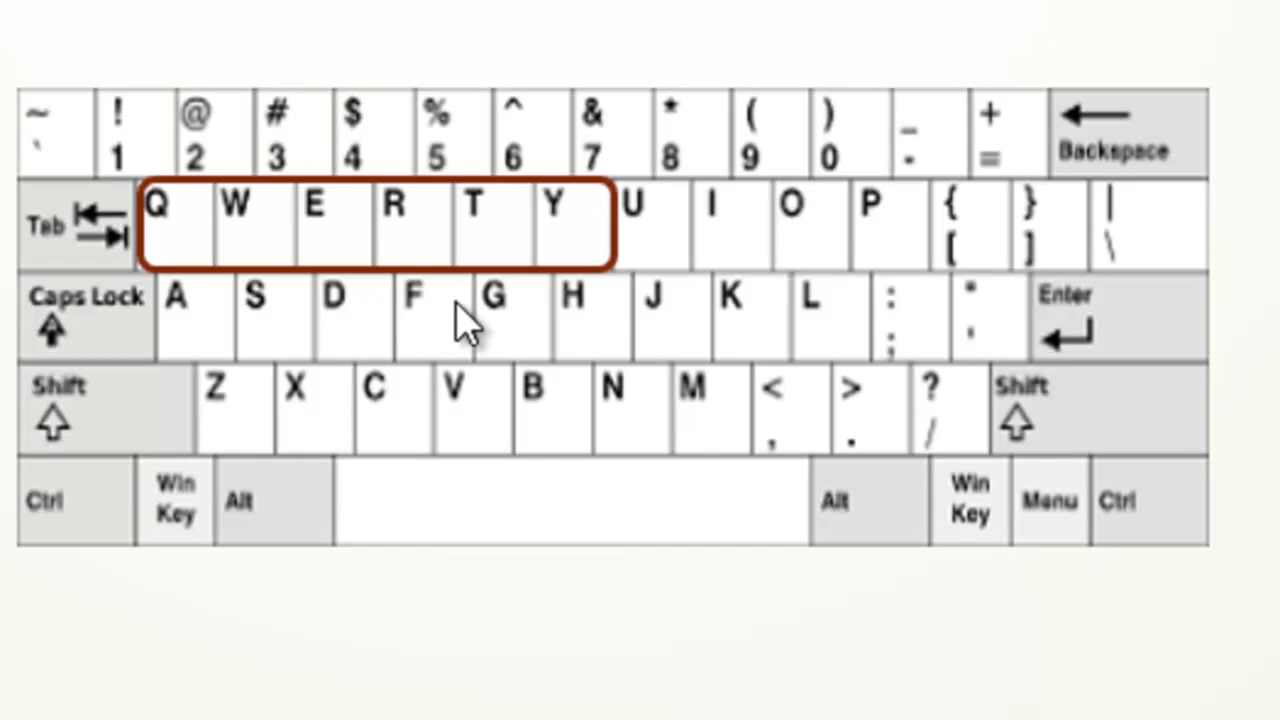 ~ ! @ # $ % ^ & * ( ) _ +
` 1 2 3 4 5 6 7 8 9 0 - = Backspace
Tab Q W E R T Y U I O P { } |
[ ] \
Caps Lock A S D F G H J K L : " Enter
; '
Shift Z X C V B N M < > ? Shift
, . /
Ctrl Win Key Alt Alt Win Key Menu Ctrl